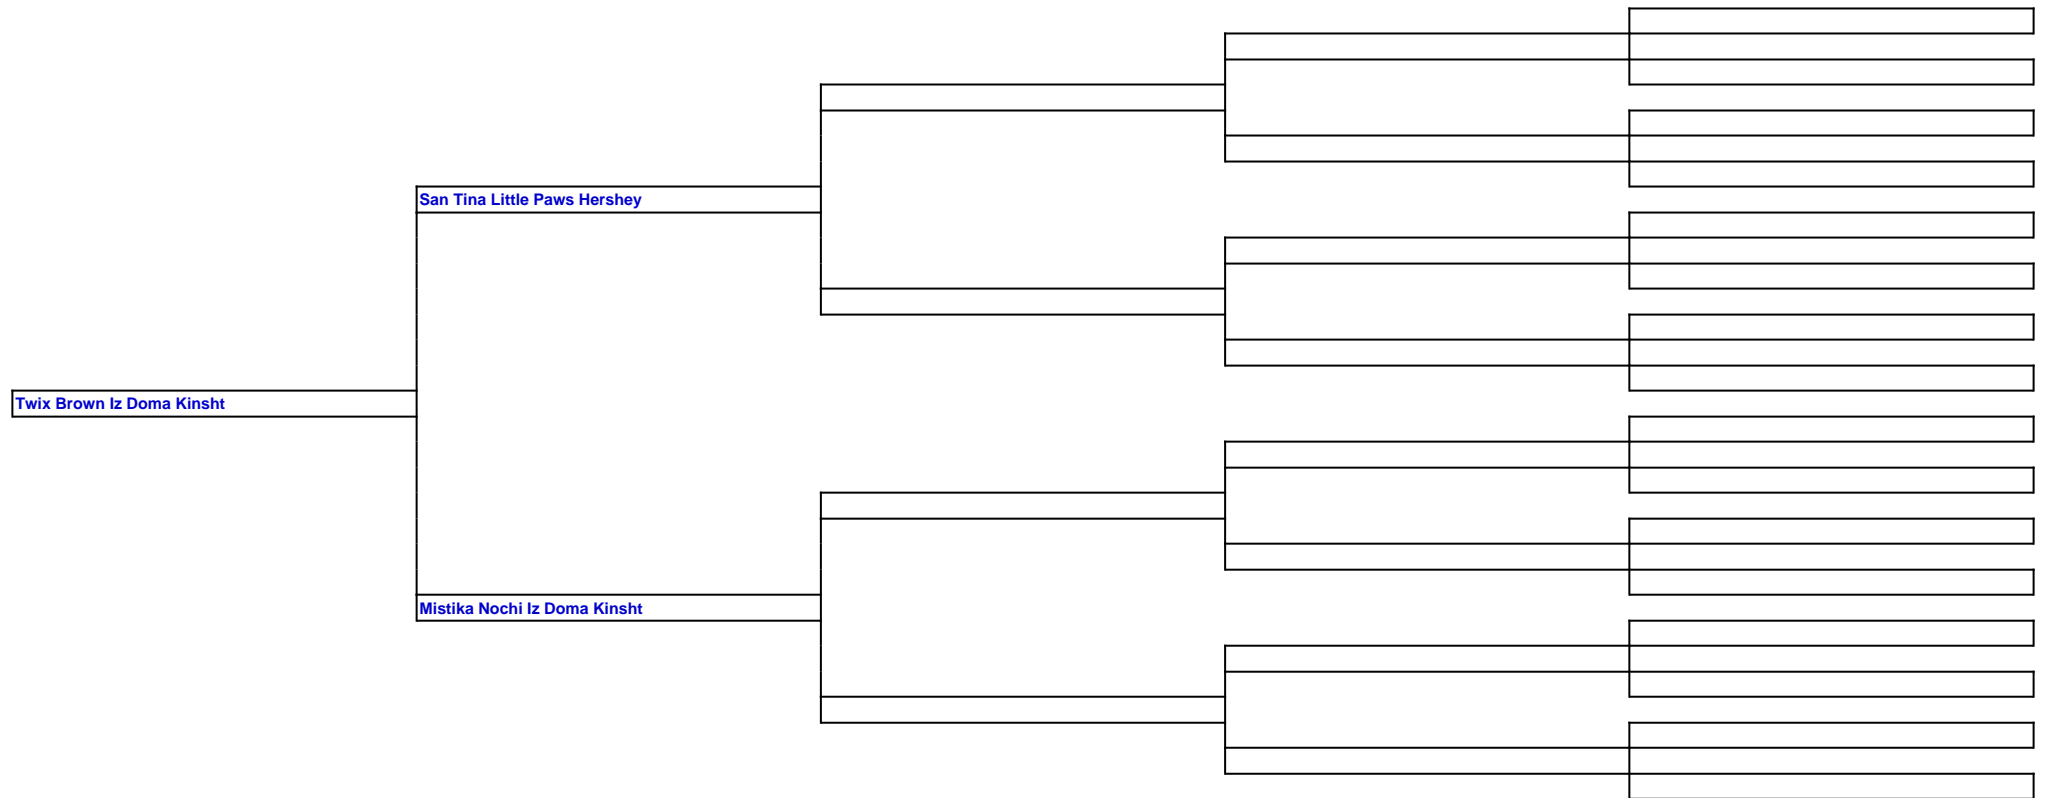 San Tina Little Paws Hershey
Twix Brown Iz Doma Kinsht
Mistika Nochi Iz Doma Kinsht